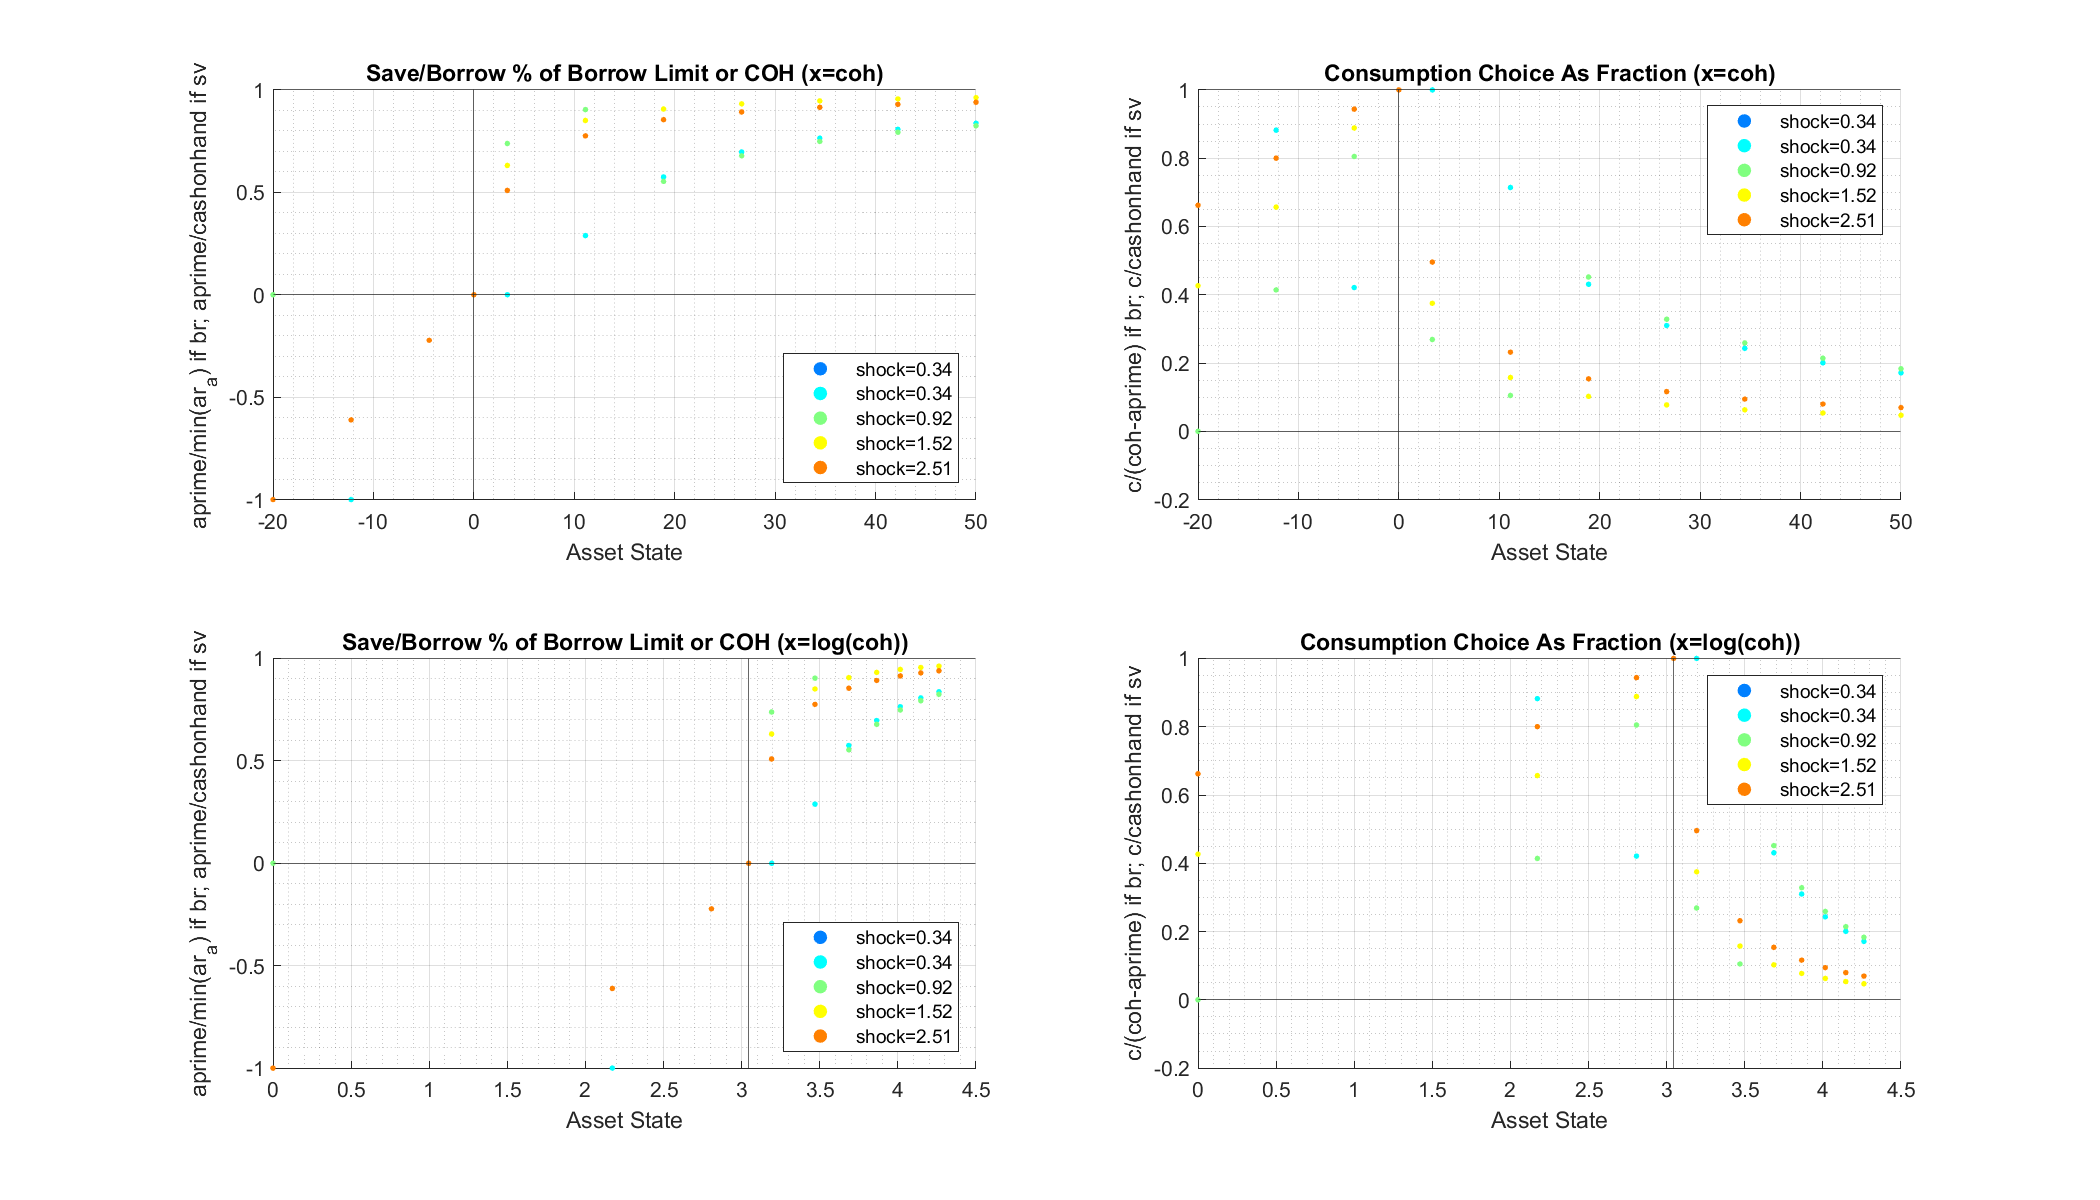 Save/Borrow % of Borrow Limit or COH (x=coh)
aprime/min(ar_a) if br; aprime/cashonhand if sv
1
0.5
0
-0.5
-1
-20 -10 0 10 20 30 40 50
Asset State
shock=0.34
shock=0.34
shock=0.92
shock=1.52
shock=2.51
Consumption Choice As Fraction (x=coh)
c/(coh-aprime) if br; c/cashonhand if sv
1
0.8
0.6
0.4
0.2
0
-0.2
-20 -10 0 10 20 30 40 50
Asset State
shock=0.34
shock=0.34
shock=0.92
shock=1.52
shock=2.51
Save/Borrow % of Borrow Limit or COH (x=log(coh))
aprime/min(ar_a) if br; aprime/cashonhand if sv
1
0.5
0
-0.5
-1
0 0.5 1 1.5 2 2.5 3 3.5 4 4.5
Asset State
shock=0.34
shock=0.34
shock=0.92
shock=1.52
shock=2.51
Consumption Choice As Fraction (x=log(coh))
c/(coh-aprime) if br; c/cashonhand if sv
1
0.8
0.6
0.4
0.2
0
-0.2
0 0.5 1 1.5 2 2.5 3 3.5 4 4.5
Asset State
shock=0.34
shock=0.34
shock=0.92
shock=1.52
shock=2.51